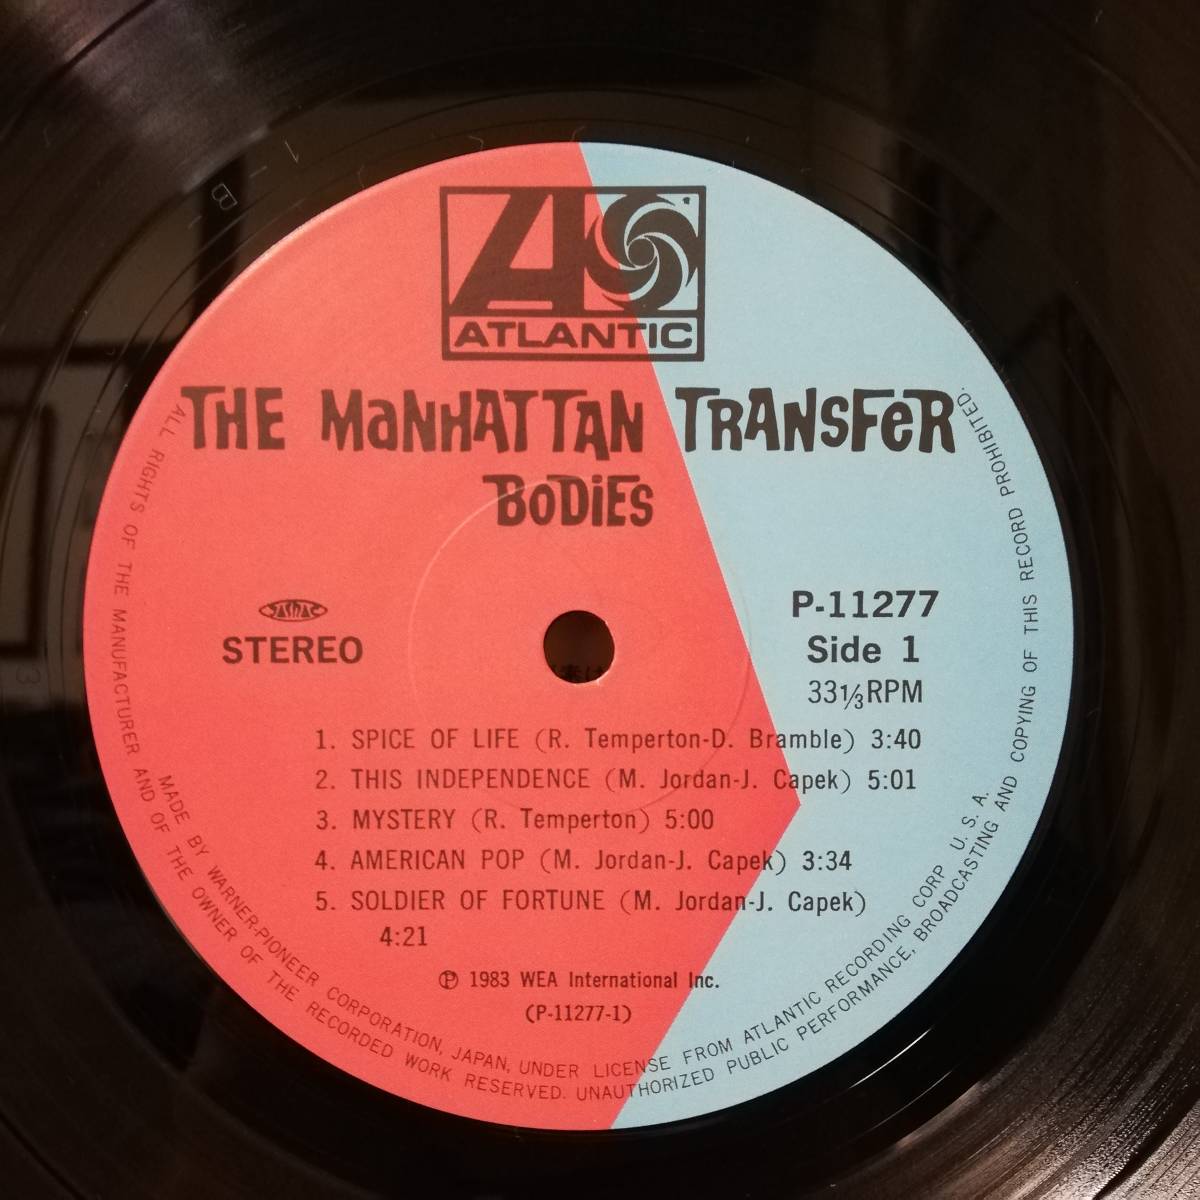 ATLANTIC
THE MaNHATTAN TRANSFeR
BoDiES
STEREO
P-11277
Side 1
33 1/3 RPM
1. SPICE OF LIFE (R. Temperton-D. Bramble) 3:40
2. THIS INDEPENDENCE (M. Jordan-J. Capek) 5:01
3. MYSTERY (R. Temperton) 5:00
4. AMERICAN POP (M. Jordan-J. Capek) 3:34
5. SOLDIER OF FORTUNE (M. Jordan-J. Capek)
4:21
Ⓟ 1983 WEA International Inc.
(P-11277-1)
MADE BY WARNER-PIONEER CORPORATION, JAPAN, UNDER LICENSE FROM ATLANTIC RECORDING CORP. U. S. A.
ALL RIGHTS OF THE MANUFACTURER AND OF THE OWNER OF THE RECORDED WORK RESERVED. UNAUTHORIZED PUBLIC PERFORMANCE, BROADCASTING AND COPYING OF THIS RECORD PROHIBITED.